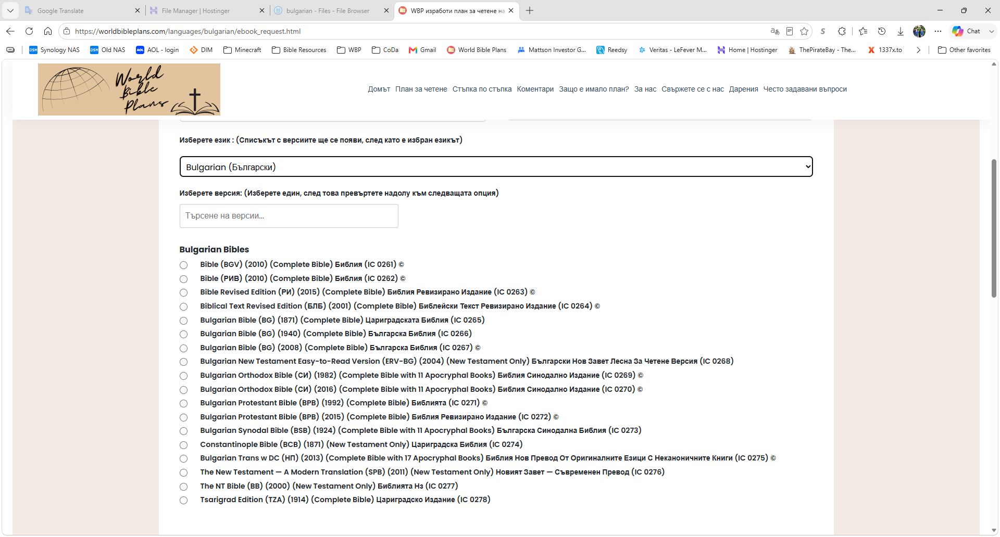 Google Translate
File Manager | Hostinger
bulgarian - Files - File Browser
WBP изработи план за четене на
https://worldbibleplans.com/languages/bulgarian/ebook_request.html
Chat
Synology NAS
Old NAS
AOL - login
DIM
Minecraft
Bible Resources
WBP
CoDa
Gmail
World Bible Plans
Mattson Investor G...
Reedsy
Veritas - LeFever M...
Home | Hostinger
ThePirateBay - The...
1337x.to
Other favorites
World
Bible
Plans
Домът План за четене Стъпка по стъпка Коментари Защо е имало план? За нас Свържете се с нас Дарения Често задавани въпроси
Изберете език : (Списъкът с версиите ще се появи, след като е избран езикът)
Bulgarian (Български)
Изберете версия: (Изберете един, след това превъртете надолу към следващата опция)
Търсене на версии...
Bulgarian Bibles
Bible (BGV) (2010) (Complete Bible) Библия (IC 0261) ©
Bible (РИВ) (2010) (Complete Bible) Библия (IC 0262) ©
Bible Revised Edition (РИ) (2015) (Complete Bible) Библия Ревизирано Издание (IC 0263) ©
Biblical Text Revised Edition (БЛБ) (2001) (Complete Bible) Библейски Текст Ревизирано Издание (IC 0264) ©
Bulgarian Bible (BG) (1871) (Complete Bible) Цариградската Библия (IC 0265)
Bulgarian Bible (BG) (1940) (Complete Bible) Българска Библия (IC 0266)
Bulgarian Bible (BG) (2008) (Complete Bible) Българска Библия (IC 0267) ©
Bulgarian New Testament Easy-to-Read Version (ERV-BG) (2004) (New Testament Only) Български Нов Завет Лесна За Четене Версия (IC 0268)
Bulgarian Orthodox Bible (СИ) (1982) (Complete Bible with 11 Apocryphal Books) Библия Синодално Издание (IC 0269) ©
Bulgarian Orthodox Bible (СИ) (2016) (Complete Bible with 11 Apocryphal Books) Библия Синодално Издание (IC 0270) ©
Bulgarian Protestant Bible (BPB) (1992) (Complete Bible) Библията (IC 0271) ©
Bulgarian Protestant Bible (BPB) (2015) (Complete Bible) Библия Ревизирано Издание (IC 0272) ©
Bulgarian Synodal Bible (BSB) (1924) (Complete Bible with 11 Apocryphal Books) Българска Синодална Библия (IC 0273)
Constantinople Bible (BCB) (1871) (New Testament Only) Цариградска Библия (IC 0274)
Bulgarian Trans w DC (НП) (2013) (Complete Bible with 17 Apocryphal Books) Библия Нов Превод От Оригиналните Езици С Неканоничните Книги (IC 0275) ©
The New Testament — A Modern Translation (SPB) (2011) (New Testament Only) Новият Завет — Съвременен Превод (IC 0276)
The NT Bible (BB) (2000) (New Testament Only) Библията Нз (IC 0277)
Tsarigrad Edition (TZA) (1914) (Complete Bible) Цариградско Издание (IC 0278)